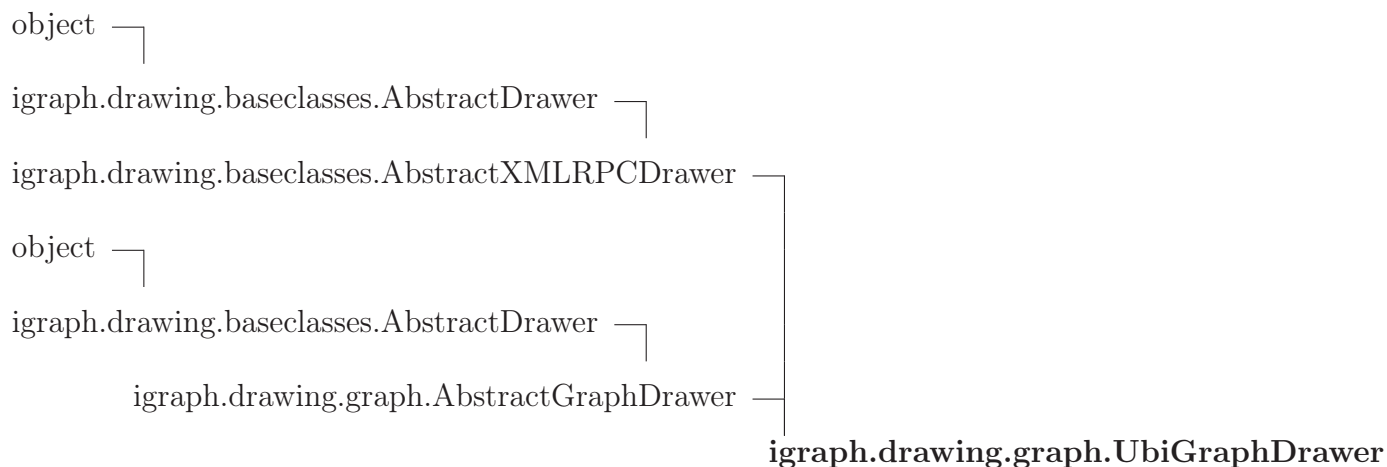 object
igraph.drawing.baseclasses.AbstractDrawer
igraph.drawing.baseclasses.AbstractXMLRPCDrawer
object
igraph.drawing.baseclasses.AbstractDrawer
igraph.drawing.graph.AbstractGraphDrawer
igraph.drawing.graph.UbiGraphDrawer